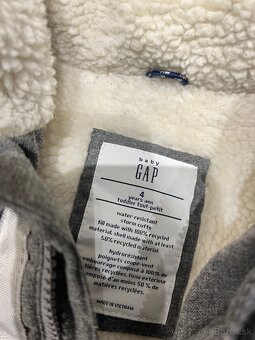 baby
GAP
4
years ans
toddler tout-petit
water-resistant
storm cuffs
fill made with 100% recycled
material, shell made with at least
50% recycled material
hydrorésistant
poignets coupe-vent
embourrage composé à 100% de
tières recyclées, tissu extérieur
composé d'au moins 50% de
matières recyclées
MADE IN VIETNAM